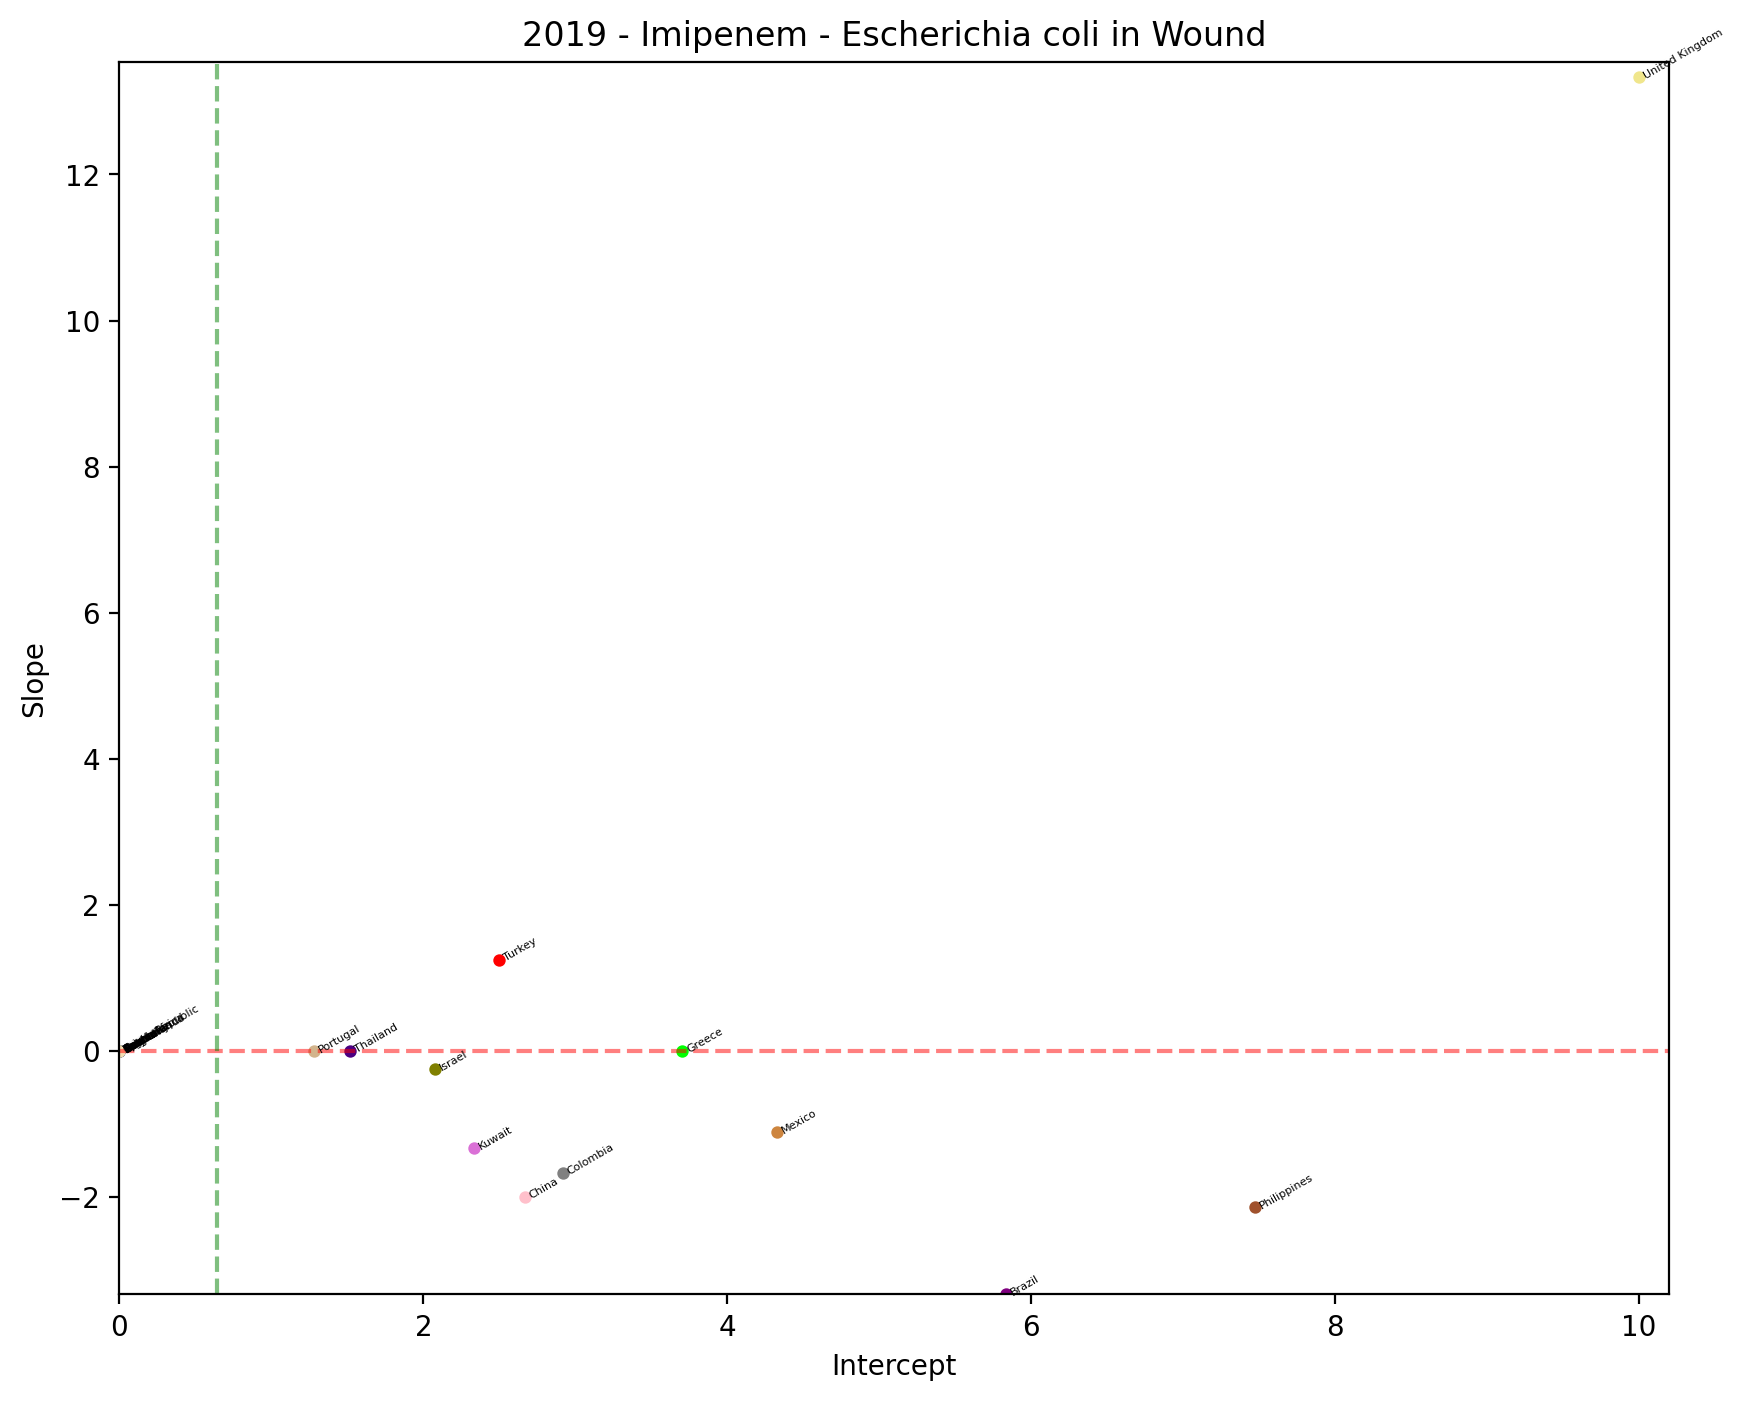 2019 - Imipenem - Escherichia coli in Wound
United Kingdom
12
10
8
6
4
2
0
−2
Slope
Turkey
Portugal
Thailand
Israel
Greece
Kuwait
Colombia
China
Mexico
Philippines
Brazil
0
2
4
6
8
10
Intercept